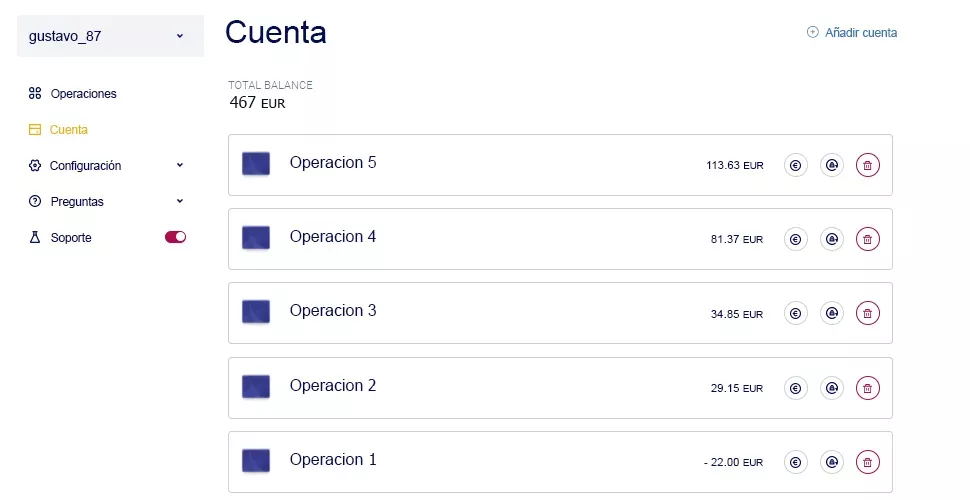 gustavo_87
Cuenta
Añadir cuenta
Operaciones
Cuenta
Configuración
Preguntas
Soporte
TOTAL BALANCE
467 EUR
Operacion 5 113.63 EUR
Operacion 4 81.37 EUR
Operacion 3 34.85 EUR
Operacion 2 29.15 EUR
Operacion 1 - 22.00 EUR